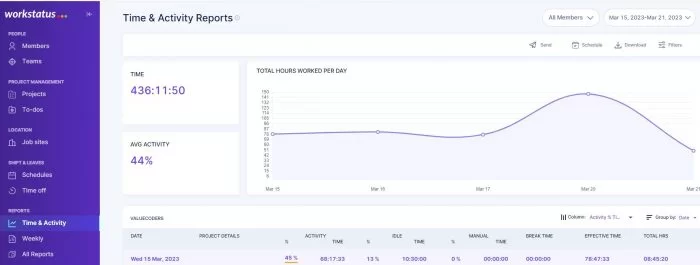 workstatus
Time & Activity Reports
All Members
Mar 15, 2023-Mar 21, 2023
PEOPLE
Members
Teams
PROJECT MANAGEMENT
Projects
To-dos
LOCATION
Job sites
SHIFT & LEAVES
Schedules
Time off
REPORTS
Time & Activity
Weekly
All Reports
Send
Schedule
Download
Filters
TIME
436:11:50
AVG ACTIVITY
44%
TOTAL HOURS WORKED PER DAY
150
141
132
123
114
105
96
87
78
69
60
51
42
33
24
15
6
Mar 15
Mar 16
Mar 17
Mar 20
Mar 21
VALUECODERS
Column: Activity & Ti...
Group by: Date
DATE PROJECT DETAILS ACTIVITY IDLE MANUAL BREAK TIME EFFECTIVE TIME TOTAL HRS
% TIME % TIME % TIME
Wed 15 Mar, 2023 45 % 68:17:33 13 % 10:30:00 0 % 00:00:00 00:00:00 78:47:33 08:45:20